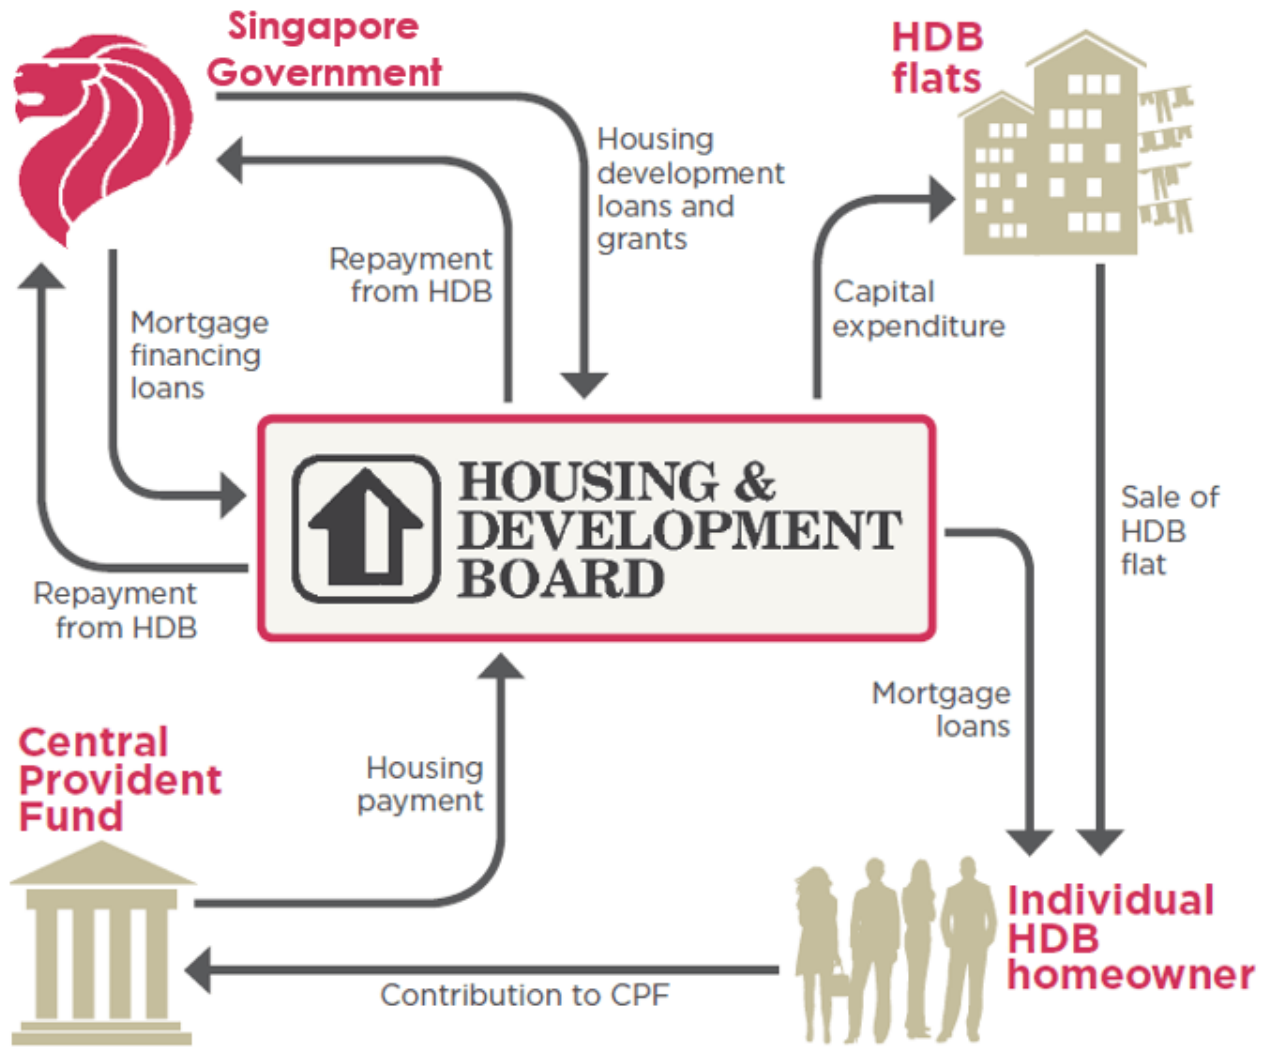 Singapore
Government
HDB
flats
Housing
development
loans and
grants
Repayment
from HDB
Capital
expenditure
Mortgage
financing
loans
HOUSING &
DEVELOPMENT
BOARD
Sale of
HDB
flat
Repayment
from HDB
Mortgage
loans
Central
Provident
Fund
Housing
payment
Individual
HDB
homeowner
Contribution to CPF